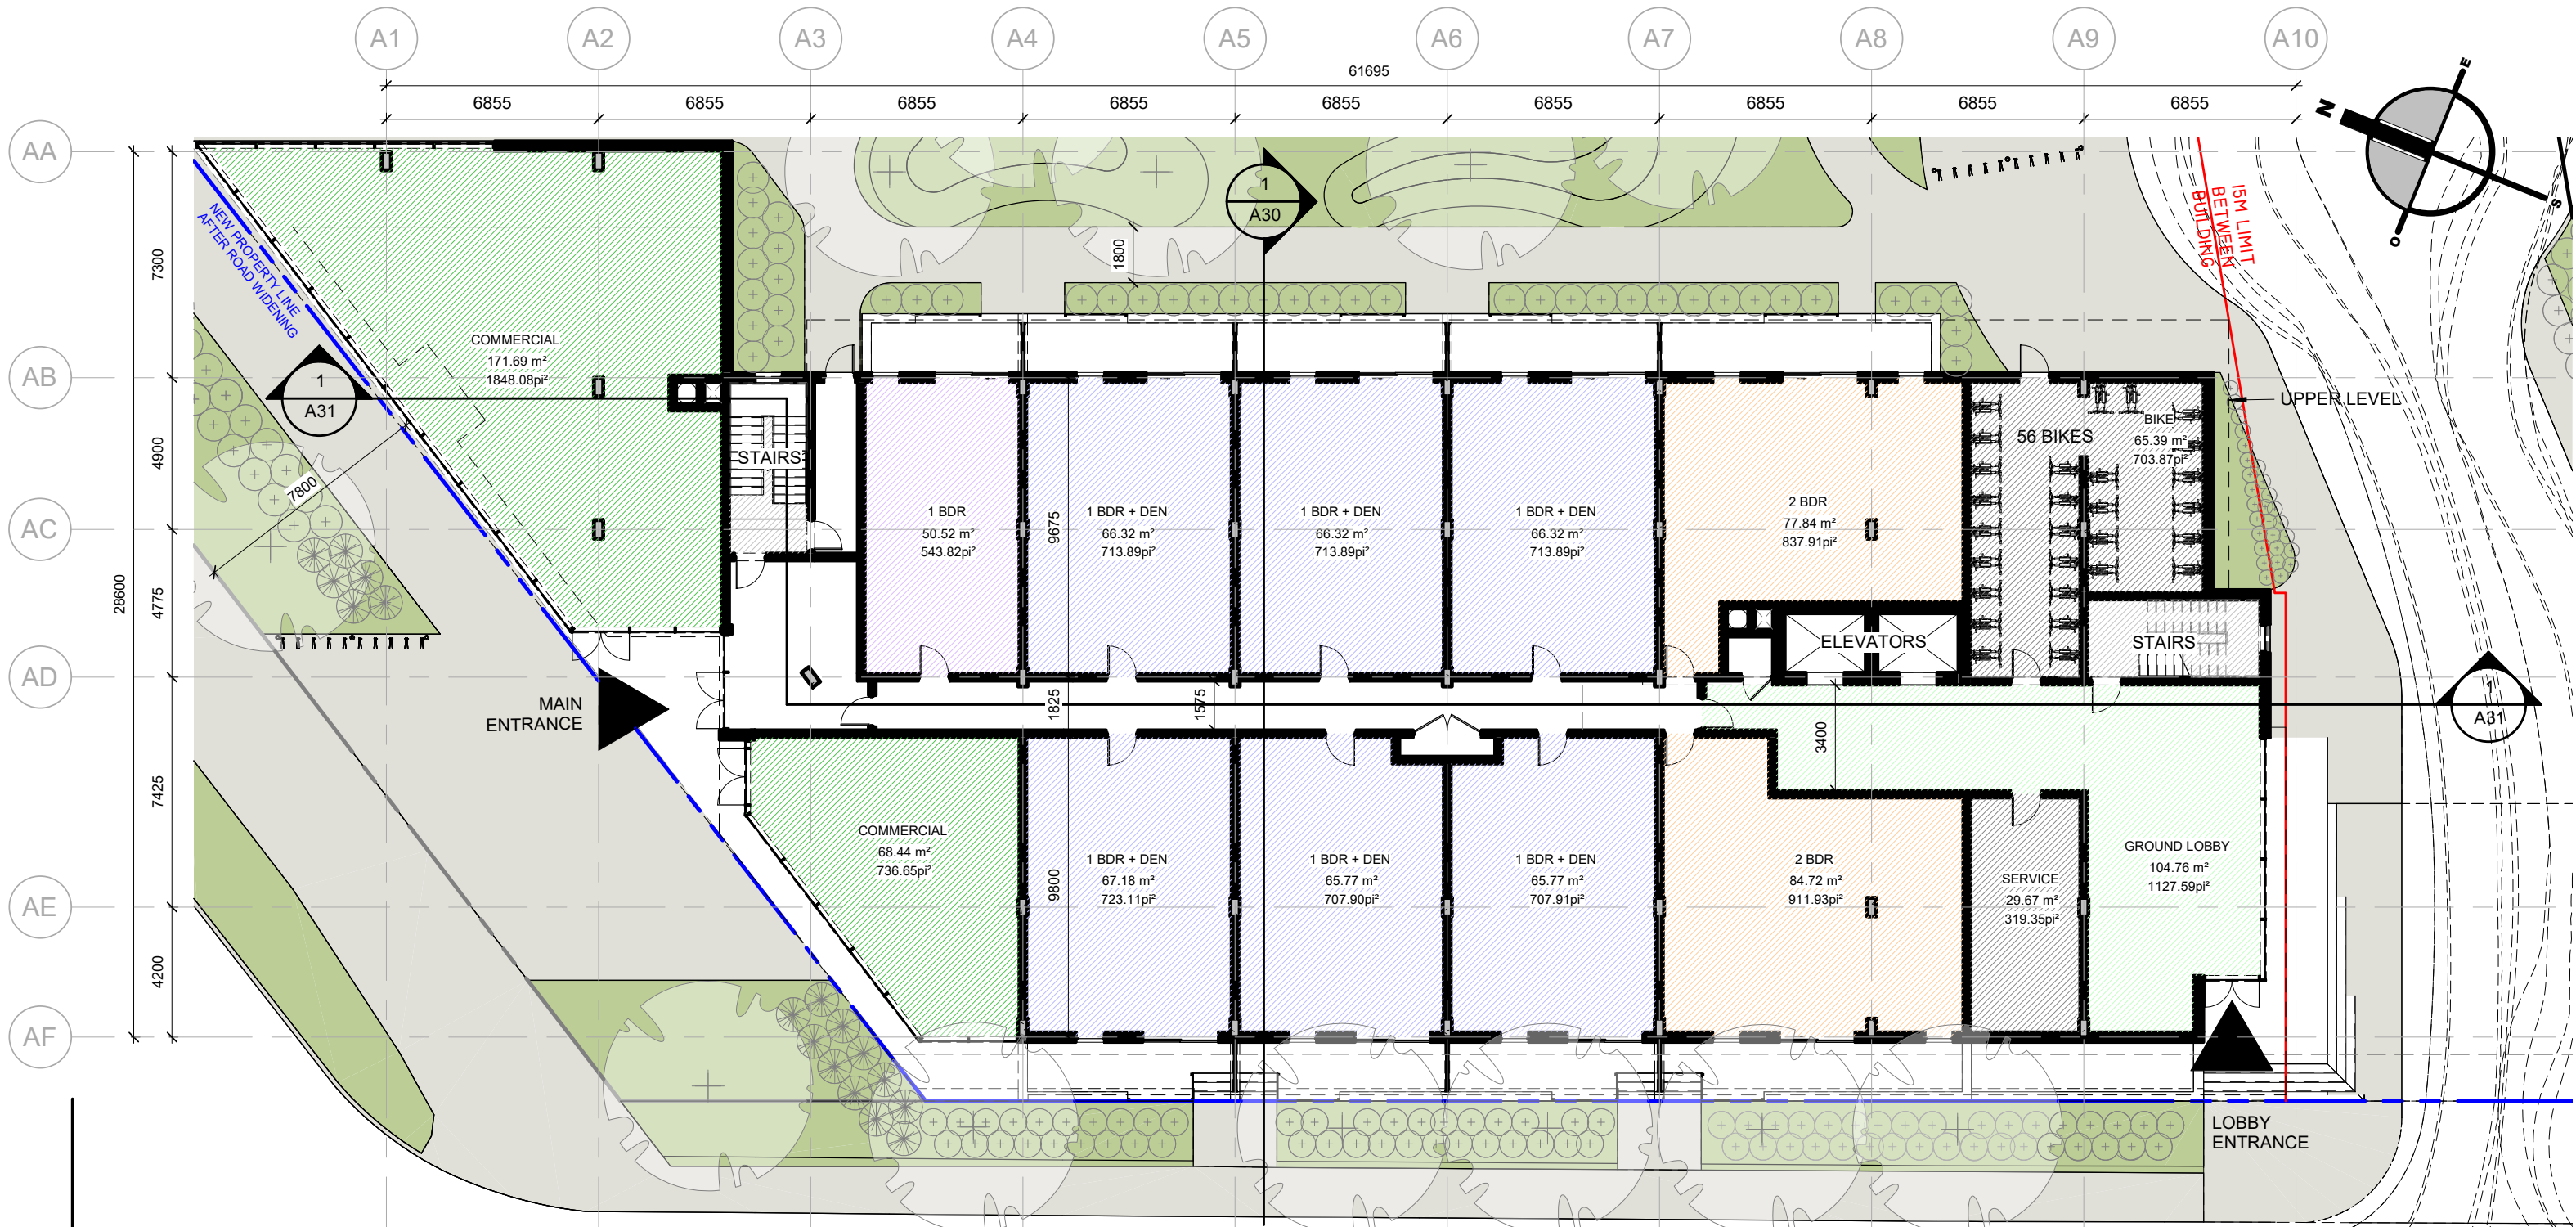 A1 A2 A3 A4 A5 A6 A7 A8 A9 A10
61695
6855 6855 6855 6855 6855 6855 6855 6855 6855
AA
AB
AC
AD
AE
AF
28600
7300
4900
4775
7425
4200
N
E
S
O
NEW PROPERTY LINE
AFTER ROAD WIDENING
15M LIMIT
BETWEEN
BUILDING
1
A30
1800
1
A31
7800
COMMERCIAL
171.69 m²
1848.08pi²
STAIRS
1 BDR
50.52 m²
543.82pi²
1 BDR + DEN
66.32 m²
713.89pi²
9675
1 BDR + DEN
66.32 m²
713.89pi²
1 BDR + DEN
66.32 m²
713.89pi²
2 BDR
77.84 m²
837.91pi²
56 BIKES
BIKE
65.39 m²
703.87pi²
UPPER LEVEL
ELEVATORS
STAIRS
MAIN
ENTRANCE
1825
1575
3400
1
A31
COMMERCIAL
68.44 m²
736.65pi²
1 BDR + DEN
67.18 m²
723.11pi²
9800
1 BDR + DEN
65.77 m²
707.90pi²
1 BDR + DEN
65.77 m²
707.91pi²
2 BDR
84.72 m²
911.93pi²
SERVICE
29.67 m²
319.35pi²
GROUND LOBBY
104.76 m²
1127.59pi²
LOBBY
ENTRANCE